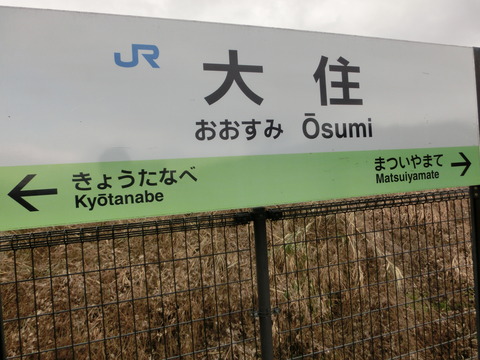 JR
大住
おおすみ Ōsumi
← きょうたなべ
Kyōtanabe
まついやまて →
Matsuiyamate